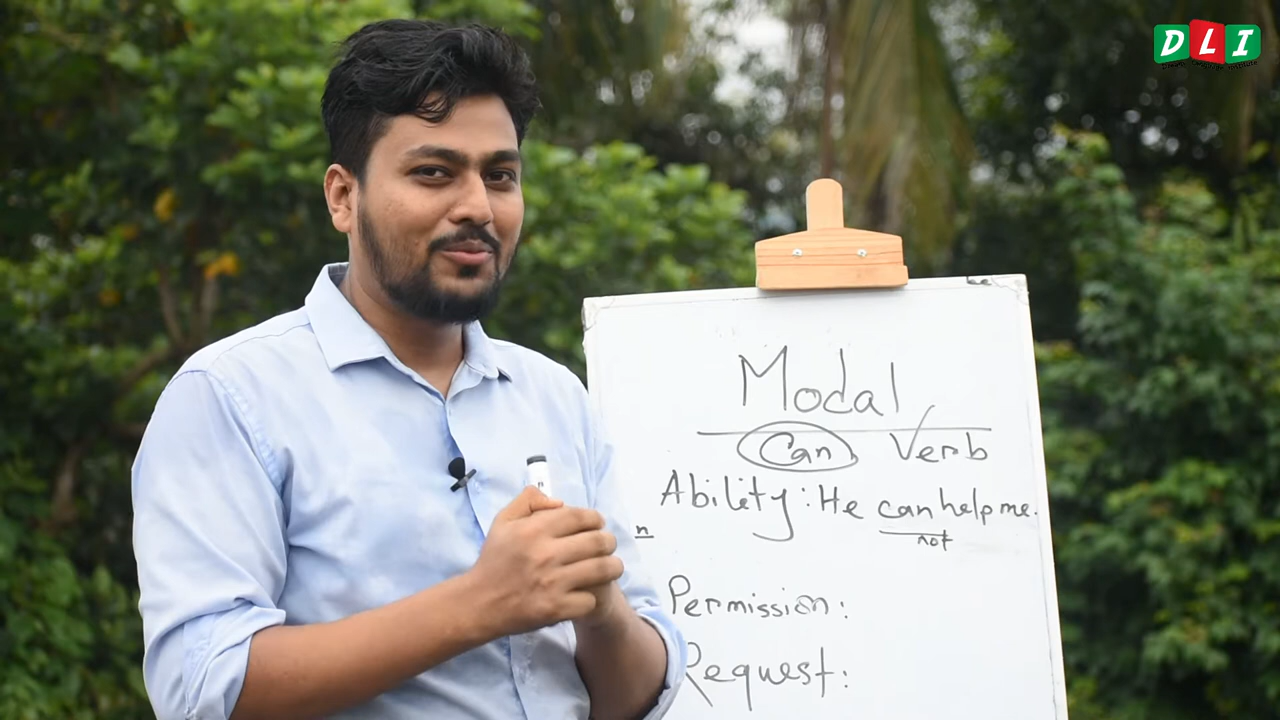 DLI
Modal
Can Verb
Ability: He can help me.
n not
Permission:
Request: